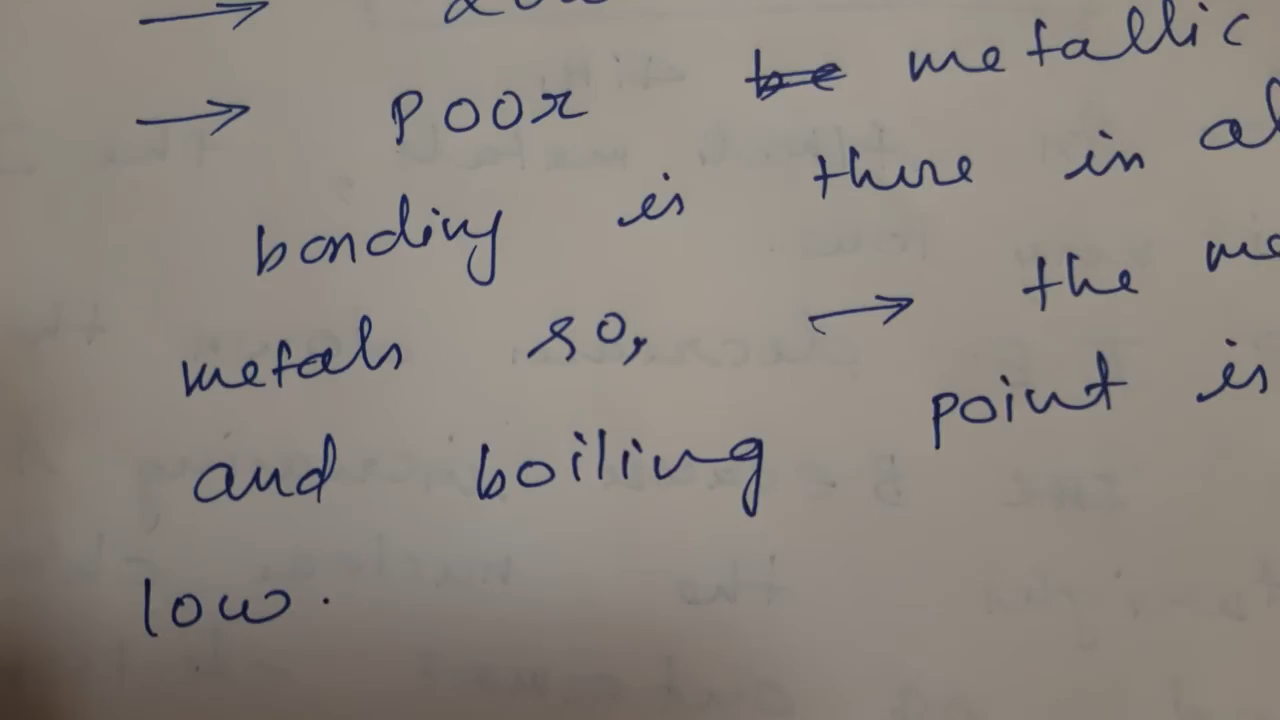 →
→ Poor be metallic
bonding is there in
metals so, → the
and boiling point is
low.